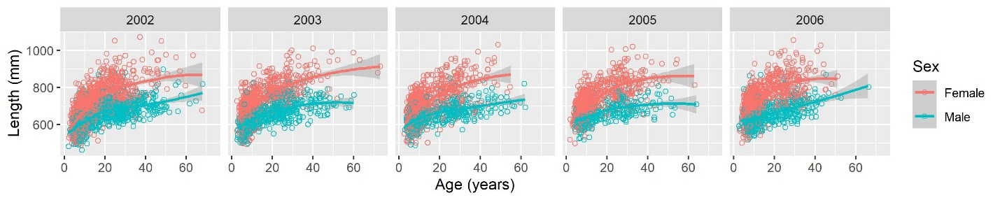 2002 2003 2004 2005 2006
1000
800
600
Length (mm)
0 20 40 60 0 20 40 60 0 20 40 60 0 20 40 60 0 20 40 60
Age (years)
Sex
Female
Male